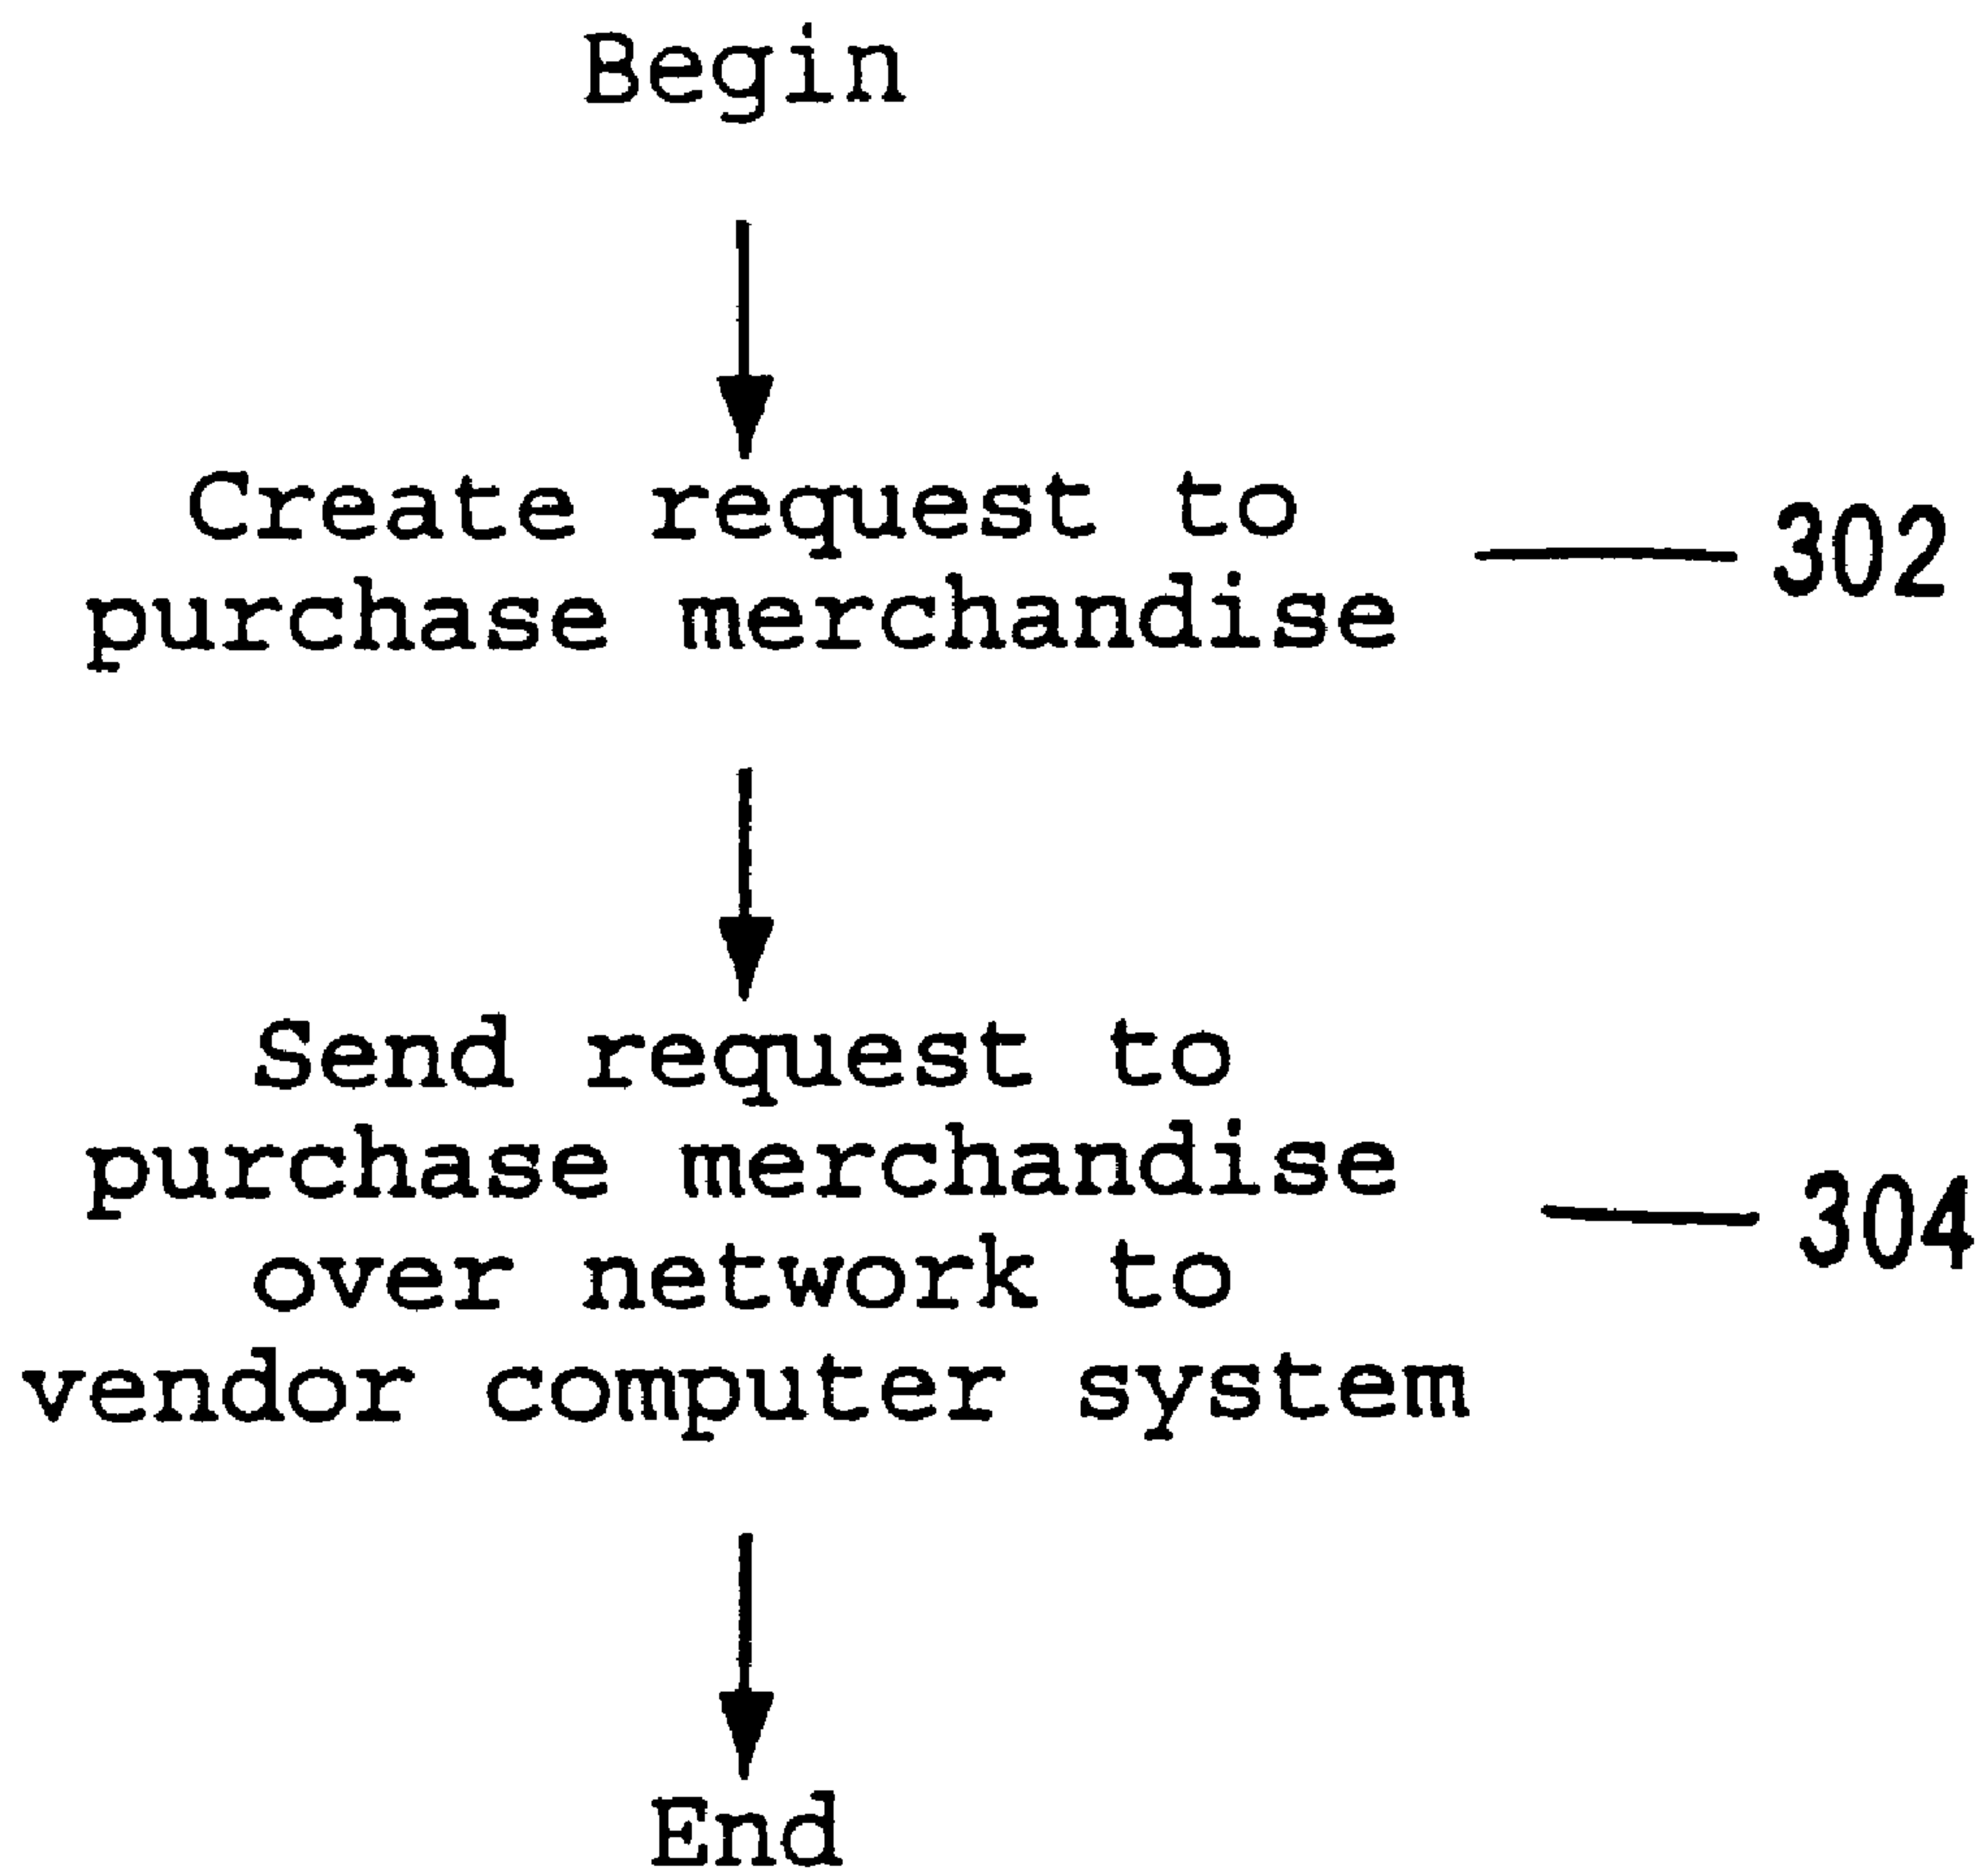 Begin
Create request to
purchase merchandise
302
Send request to
purchase merchandise
over network to
vendor computer system
304
End